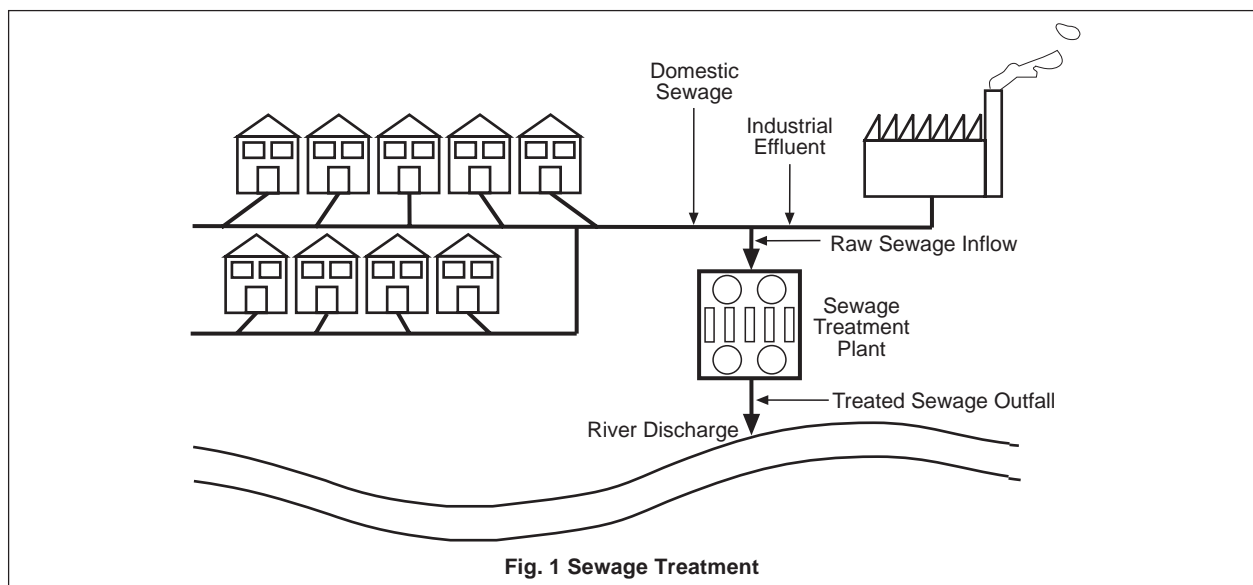 Domestic
Sewage
Industrial
Effluent
Raw Sewage Inflow
Sewage
Treatment
Plant
Treated Sewage Outfall
River Discharge
Fig. 1 Sewage Treatment